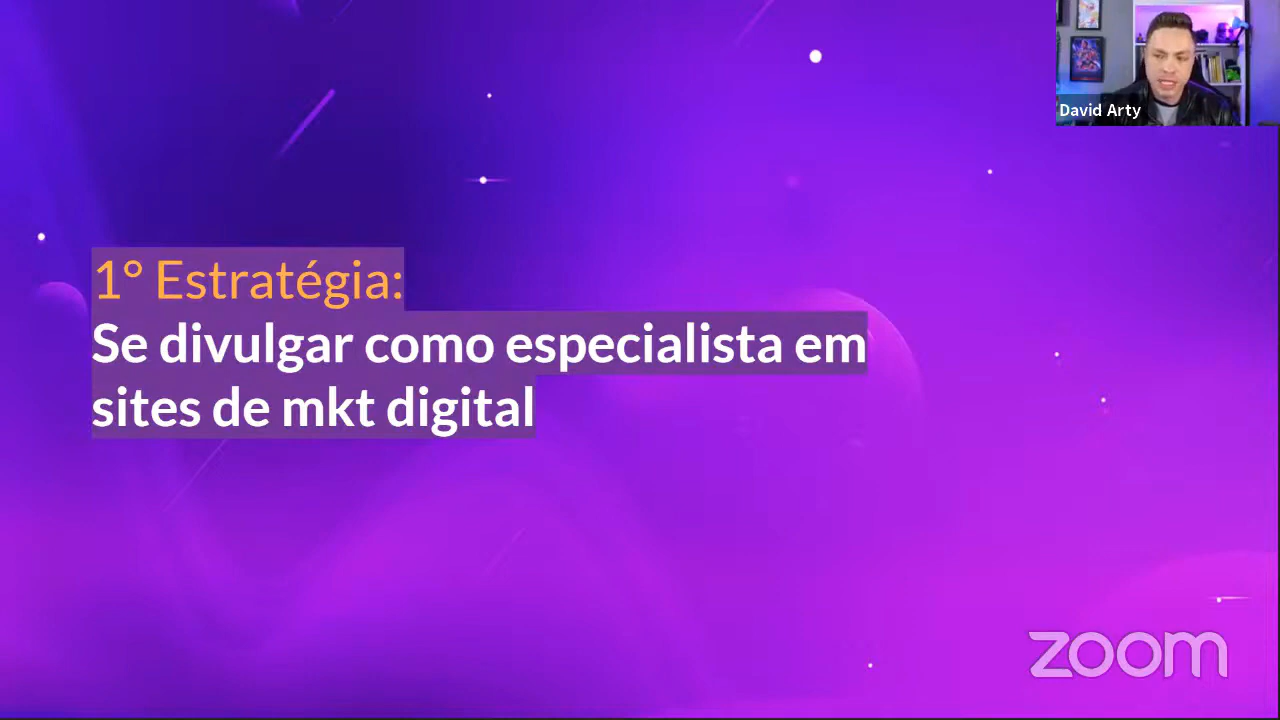 David Arty
1° Estratégia:
Se divulgar como especialista em
sites de mkt digital
zoom